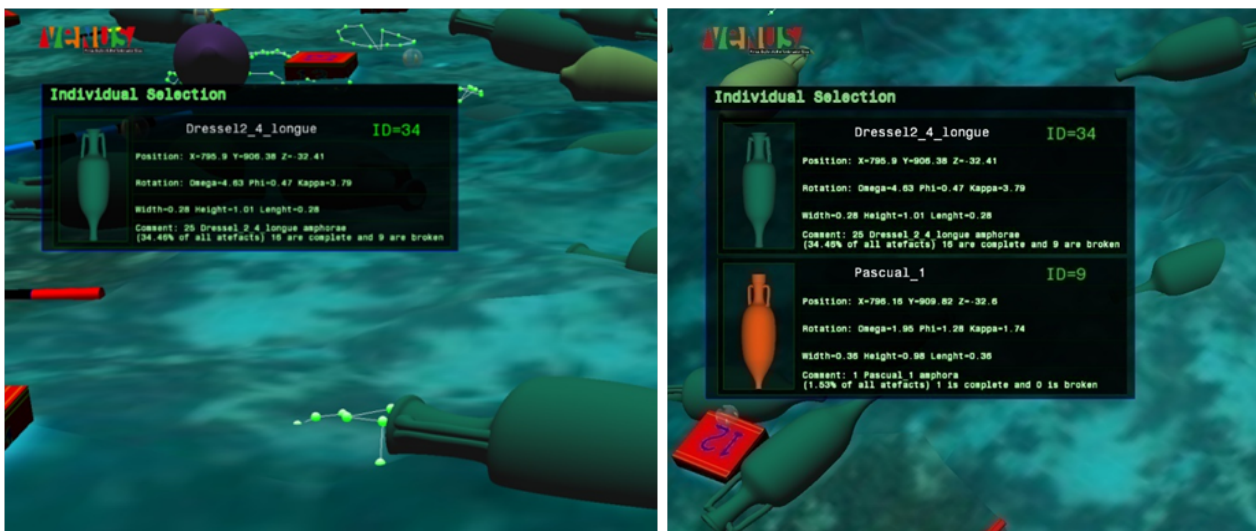 VENUS
Individual Selection
Dressel2_4_longue ID=34
Position: X=795.9 Y=906.38 Z=-32.41
Rotation: Omega=4.63 Phi=0.47 Kappa=3.79
Width=0.28 Height=1.01 Lenght=0.28
Comment: 25 Dressel_2_4_longue amphorae
(34.46% of all atefacts) 16 are complete and 9 are broken
VENUS
Individual Selection
Dressel2_4_longue ID=34
Position: X=795.9 Y=906.38 Z=-32.41
Rotation: Omega=4.63 Phi=0.47 Kappa=3.79
Width=0.28 Height=1.01 Lenght=0.28
Comment: 25 Dressel_2_4_longue amphorae
(34.46% of all atefacts) 16 are complete and 9 are broken
Pascual_1 ID=9
Position: X=796.16 Y=909.82 Z=-32.6
Rotation: Omega=1.95 Phi=1.28 Kappa=1.74
Width=0.36 Height=0.98 Lenght=0.36
Comment: 1 Pascual_1 amphora
(1.53% of all atefacts) 1 is complete and 0 is broken
12